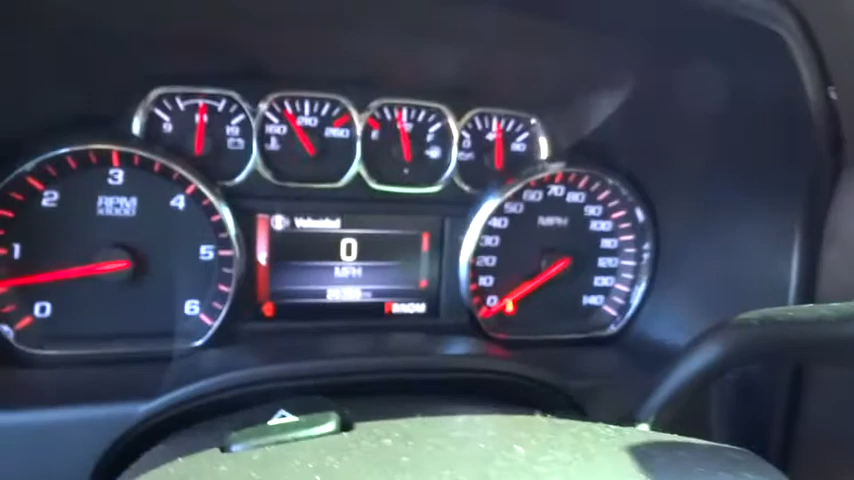 9 19
160 210 260
E
0 40 80
RPM
x1000
0 1 2 3 4 5 6
Velocidad
0
MPH
MPH
0 10 20 30 40 50 60 70 80 90 100 110 120 130 140